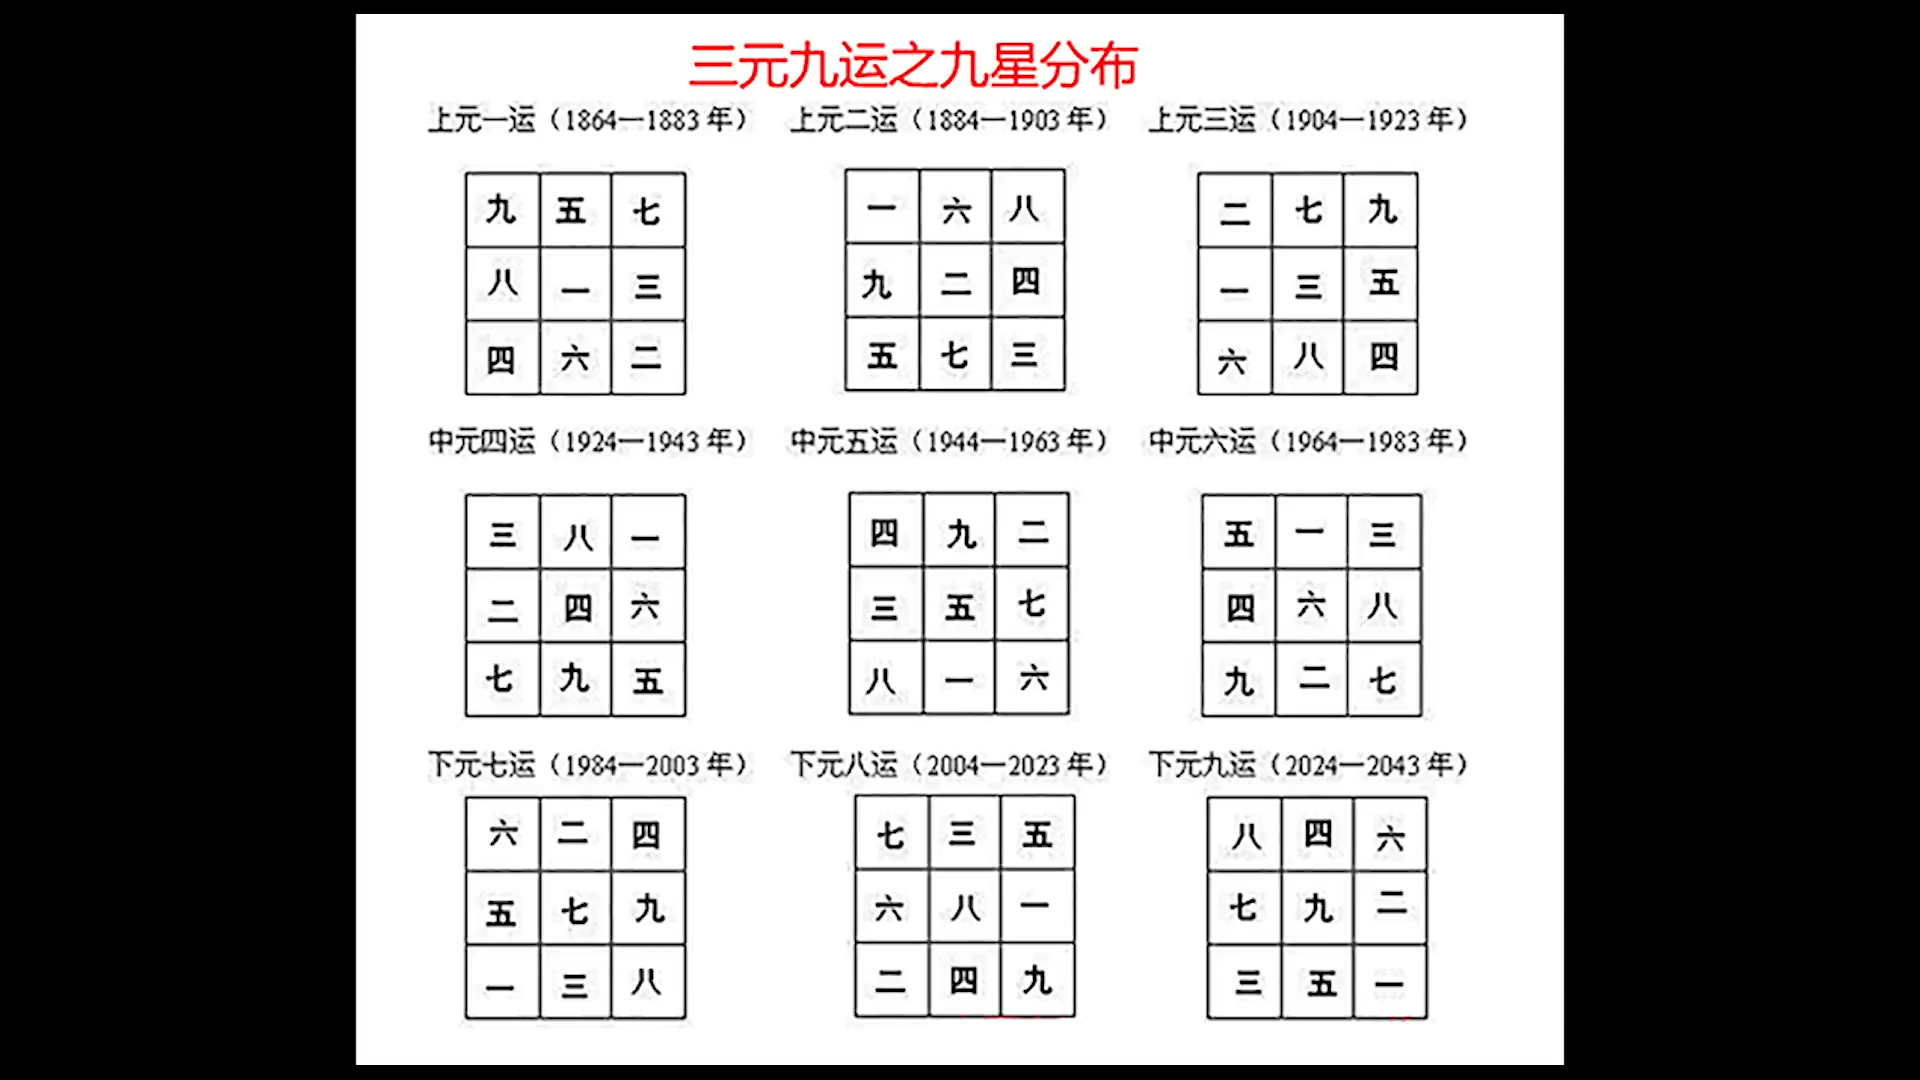 三元九运之九星分布
上元一运（1864—1883年） 上元二运（1884—1903年） 上元三运（1904—1923年）
九 五 七 一 六 八 二 七 九
八 一 三 九 二 四 一 三 五
四 六 二 五 七 三 六 八 四
中元四运（1924—1943年） 中元五运（1944—1963年） 中元六运（1964—1983年）
三 八 一 四 九 二 五 一 三
二 四 六 三 五 七 四 六 八
七 九 五 八 一 六 九 二 七
下元七运（1984—2003年） 下元八运（2004—2023年） 下元九运（2024—2043年）
六 二 四 七 三 五 八 四 六
五 七 九 六 八 一 七 九 二
一 三 八 二 四 九 三 五 一